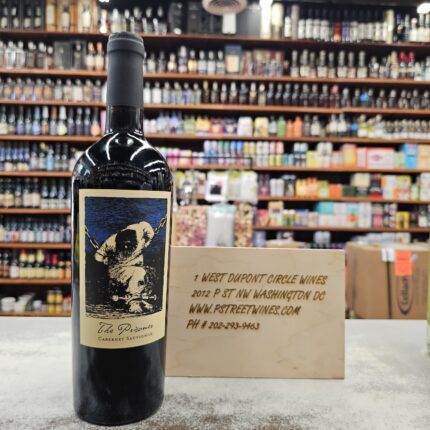 The Prisoner
CABERNET SAUVIGNON
1 WEST DUPONT CIRCLE WINES
2012 P ST NW WASHINGTON DC
WWW.PSTREETWINES.COM
PH # 202-293-9463